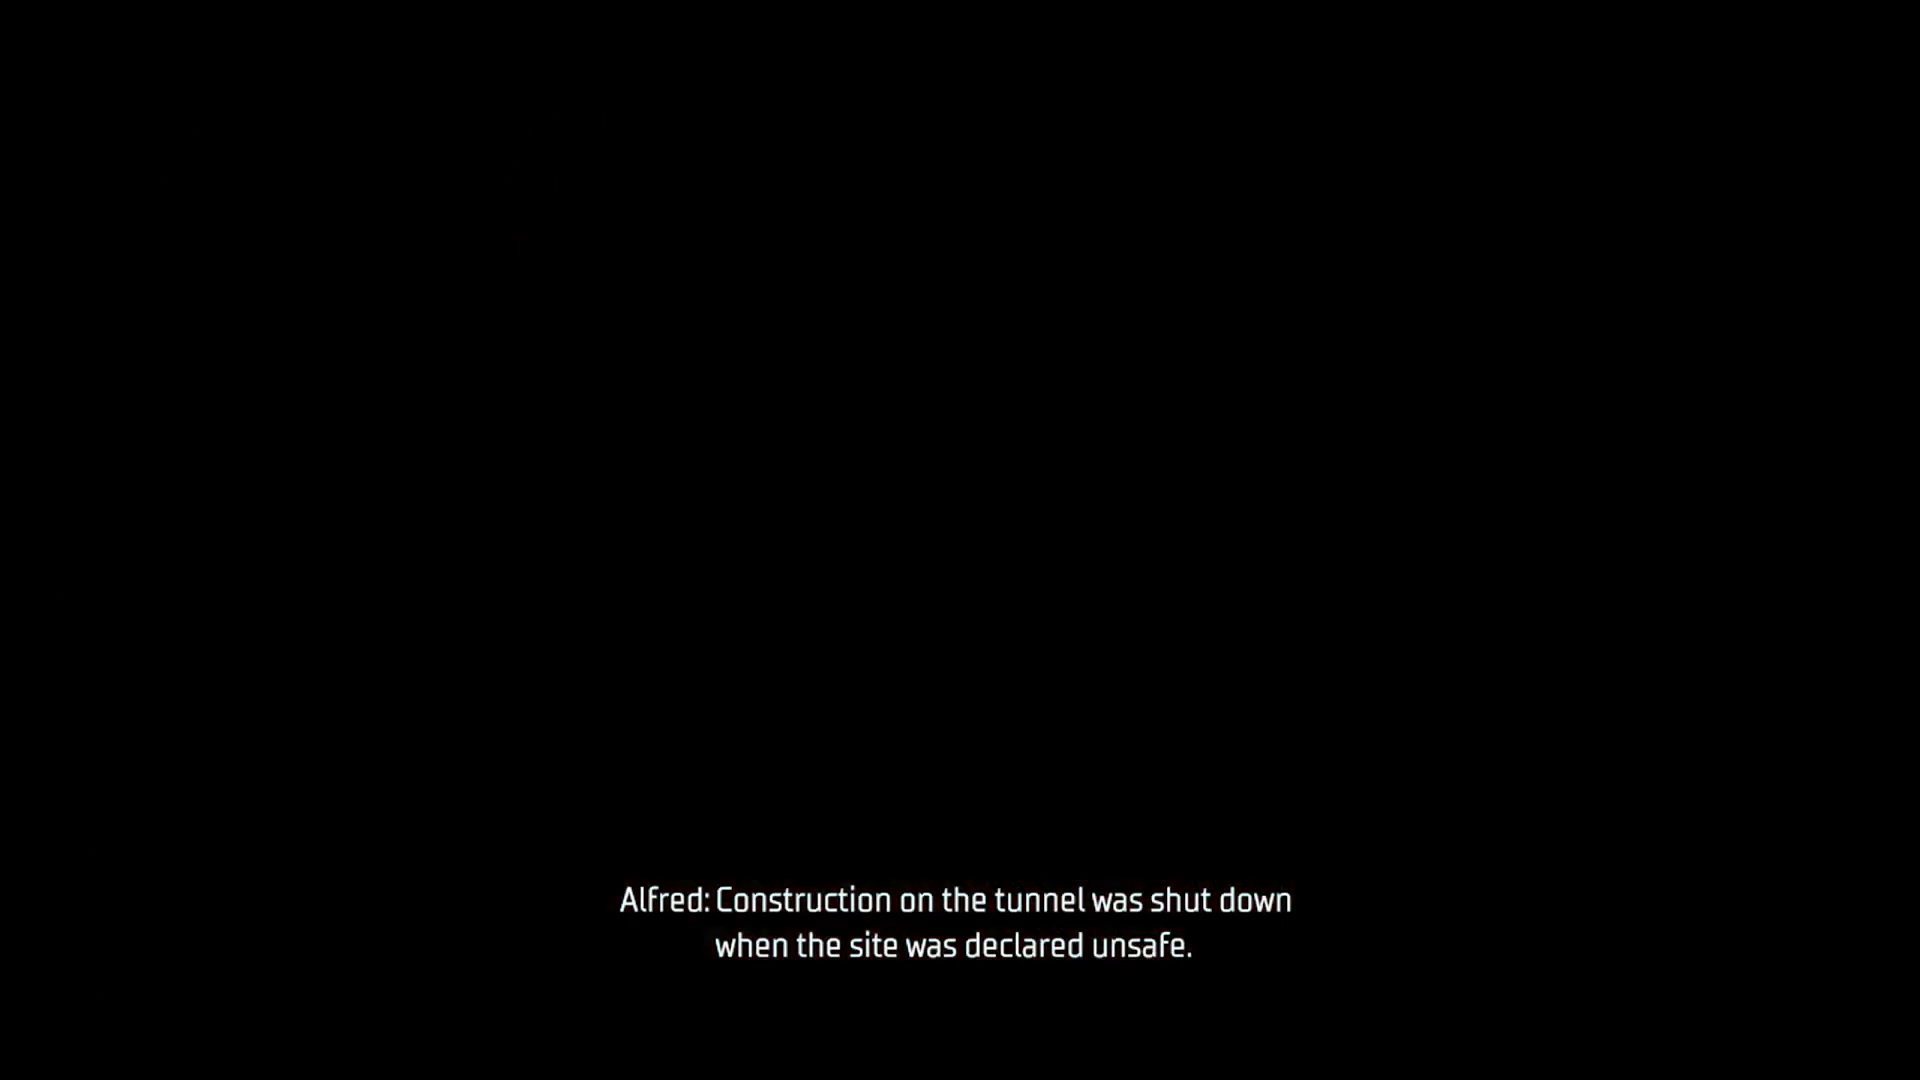 Alfred: Construction on the tunnel was shut down
when the site was declared unsafe.